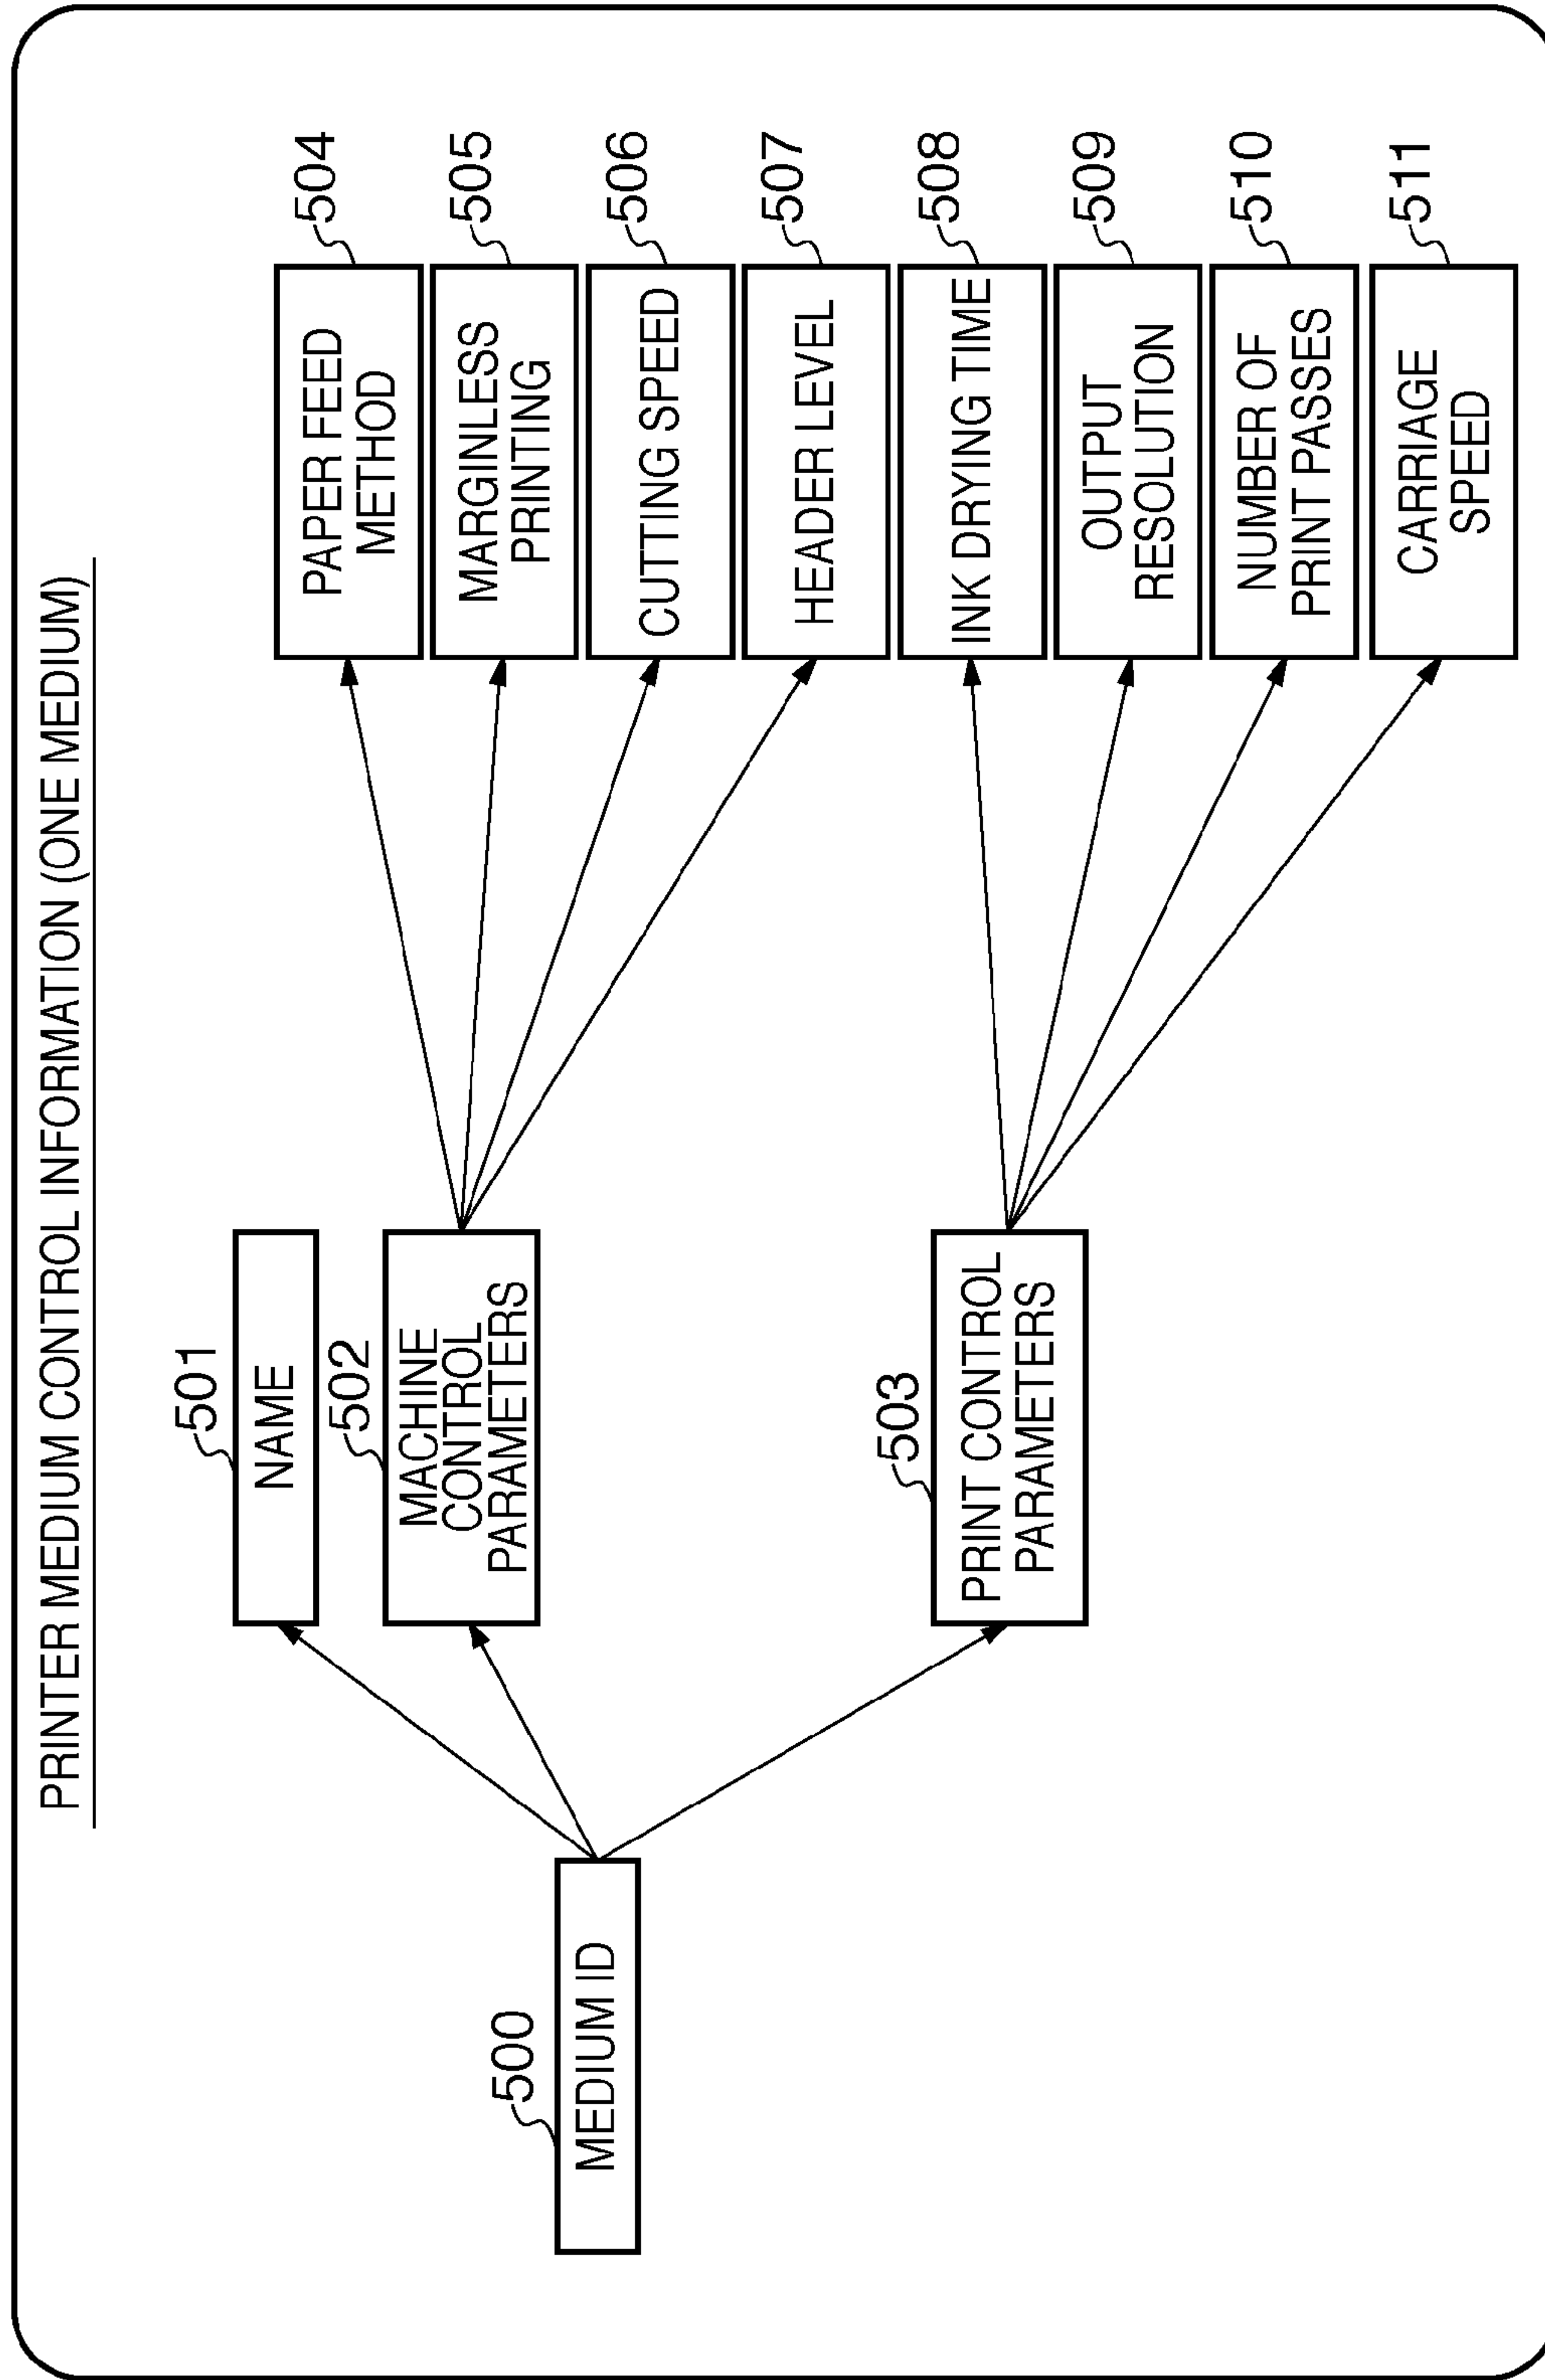 PRINTER MEDIUM CONTROL INFORMATION (ONE MEDIUM)
500
MEDIUM ID
501
NAME
502
MACHINE
CONTROL
PARAMETERS
503
PRINT CONTROL
PARAMETERS
PAPER FEED
METHOD
504
MARGINLESS
PRINTING
505
CUTTING SPEED
506
HEADER LEVEL
507
INK DRYING TIME
508
OUTPUT
RESOLUTION
509
NUMBER OF
PRINT PASSES
510
CARRIAGE
SPEED
511